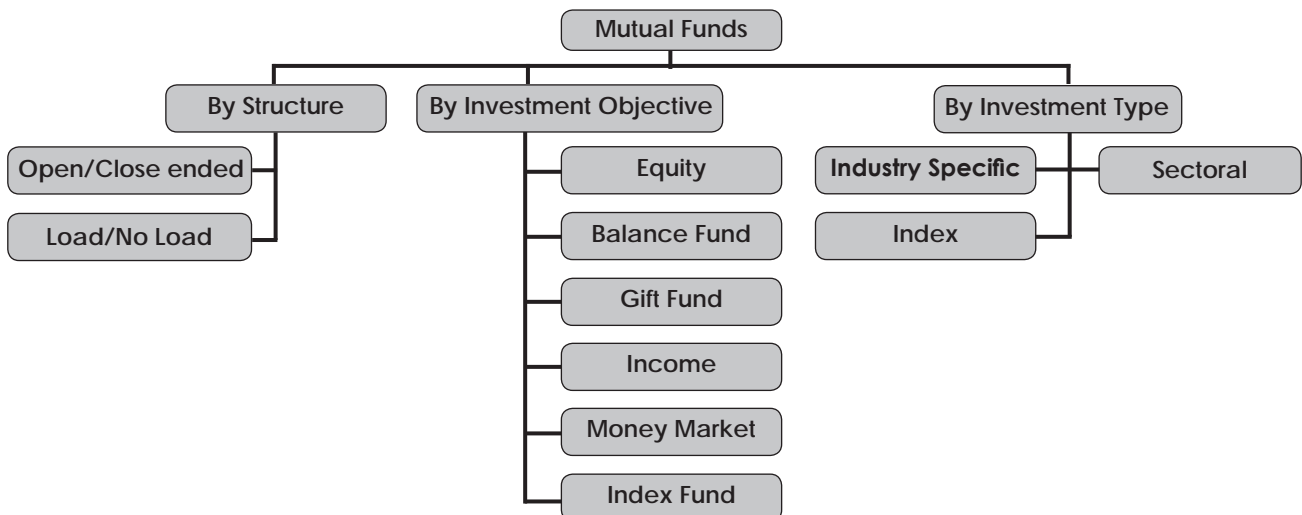 Mutual Funds
By Structure
By Investment Objective
By Investment Type
Open/Close ended
Load/No Load
Equity
Balance Fund
Gift Fund
Income
Money Market
Index Fund
Industry Specific
Sectoral
Index